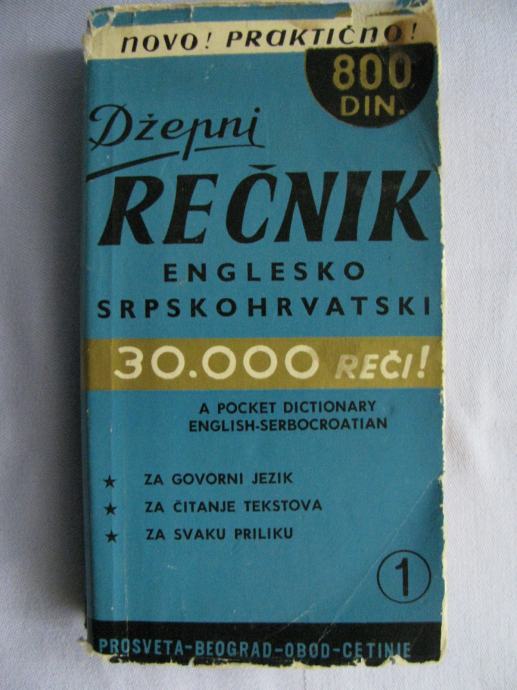 NOVO! PRAKTIČNO!
800
DIN.
Džepni
REČNIK
ENGLESKO
SRPSKOHRVATSKI
30.000 REČI!
A POCKET DICTIONARY
ENGLISH-SERBOCROATIAN
★ ZA GOVORNI JEZIK
★ ZA ČITANJE TEKSTOVA
★ ZA SVAKU PRILIKU
1
PROSVETA-BEOGRAD-OBOD-CETINJE